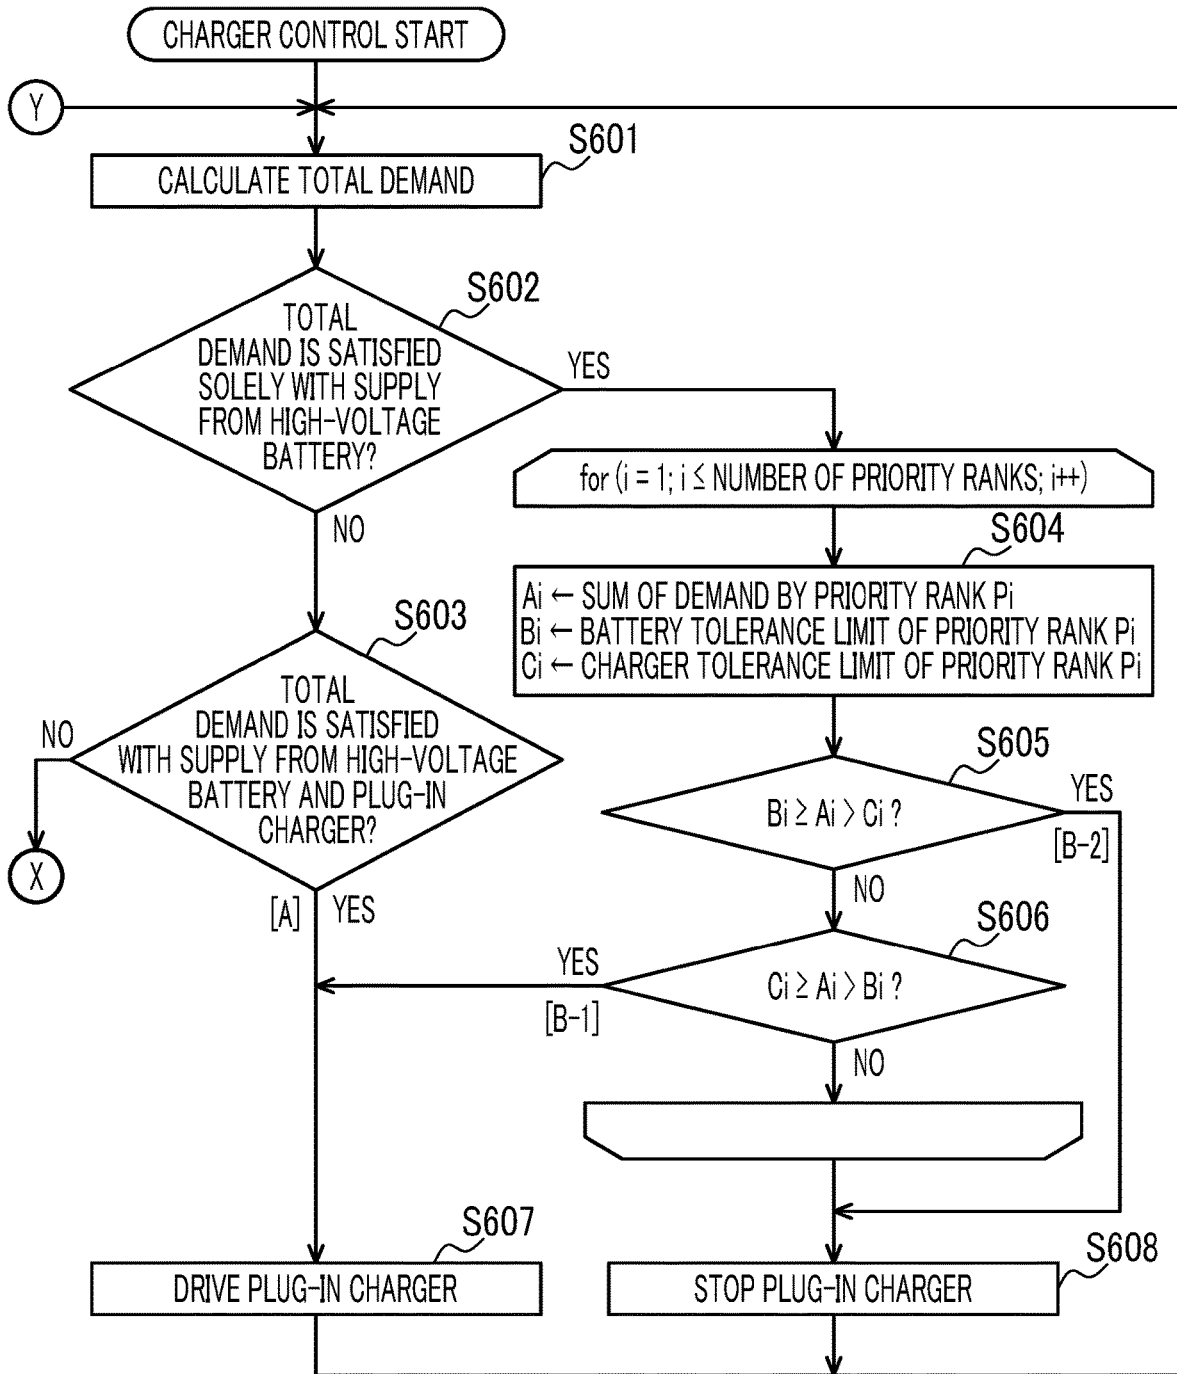 CHARGER CONTROL START
Y
S601
CALCULATE TOTAL DEMAND
S602
TOTAL
DEMAND IS SATISFIED
SOLELY WITH SUPPLY
FROM HIGH-VOLTAGE
BATTERY?
YES
NO
for (i = 1; i ≤ NUMBER OF PRIORITY RANKS; i++)
S604
Ai ← SUM OF DEMAND BY PRIORITY RANK Pi
Bi ← BATTERY TOLERANCE LIMIT OF PRIORITY RANK Pi
Ci ← CHARGER TOLERANCE LIMIT OF PRIORITY RANK Pi
S603
TOTAL
DEMAND IS SATISFIED
WITH SUPPLY FROM HIGH-VOLTAGE
BATTERY AND PLUG-IN
CHARGER?
NO
X
[A] YES
S605
Bi ≥ Ai > Ci ?
YES
[B-2]
NO
S606
Ci ≥ Ai > Bi ?
YES
[B-1]
NO
S607
DRIVE PLUG-IN CHARGER
S608
STOP PLUG-IN CHARGER